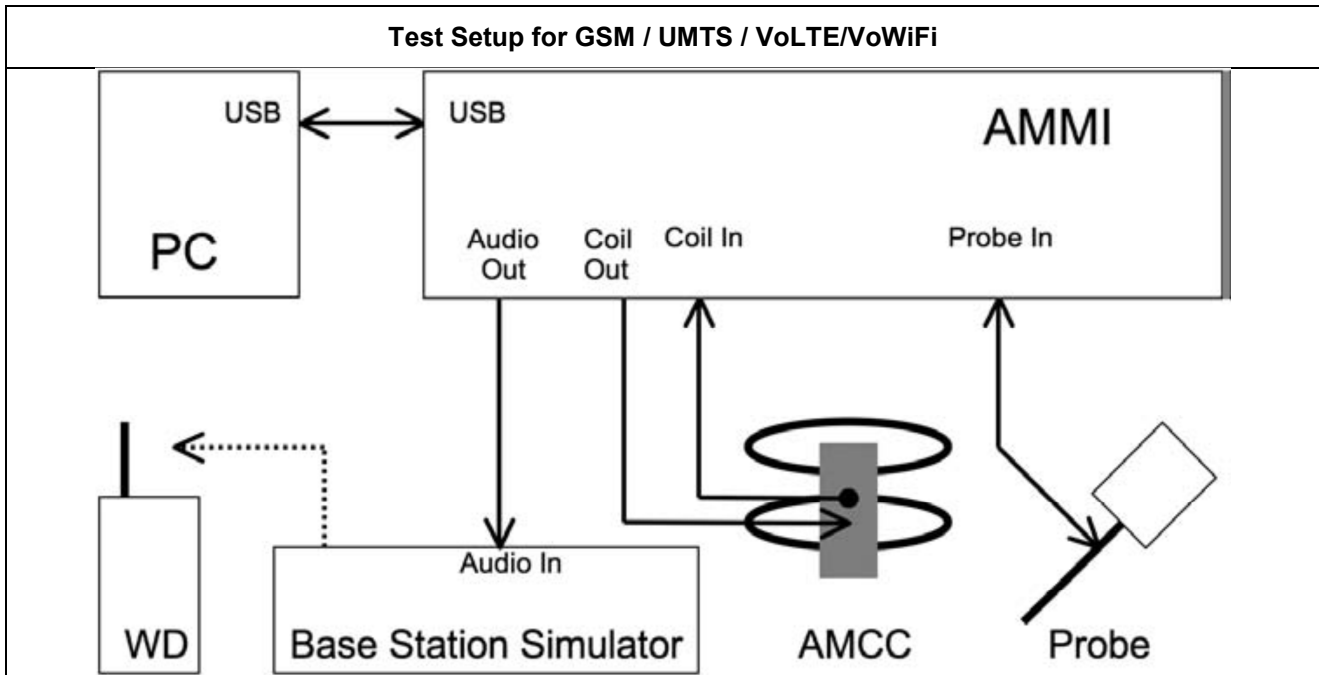 Test Setup for GSM / UMTS / VoLTE/VoWiFi
USB
USB
AMMI
PC
Audio
Out
Coil
Out
Coil In
Probe In
Audio In
WD
Base Station Simulator
AMCC
Probe